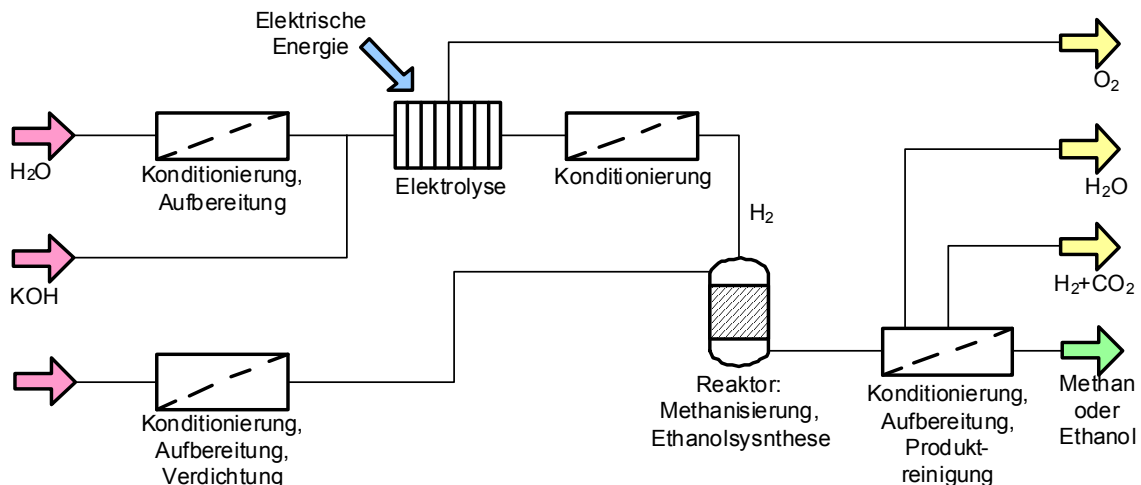 Elektrische
Energie
O₂
H₂O
Konditionierung,
Aufbereitung
Elektrolyse
Konditionierung
H₂O
H₂
KOH
H₂+CO₂
Konditionierung,
Aufbereitung,
Verdichtung
Reaktor:
Methanisierung,
Ethanolsysnthese
Konditionierung,
Aufbereitung,
Produkt-
reinigung
Methan
oder
Ethanol